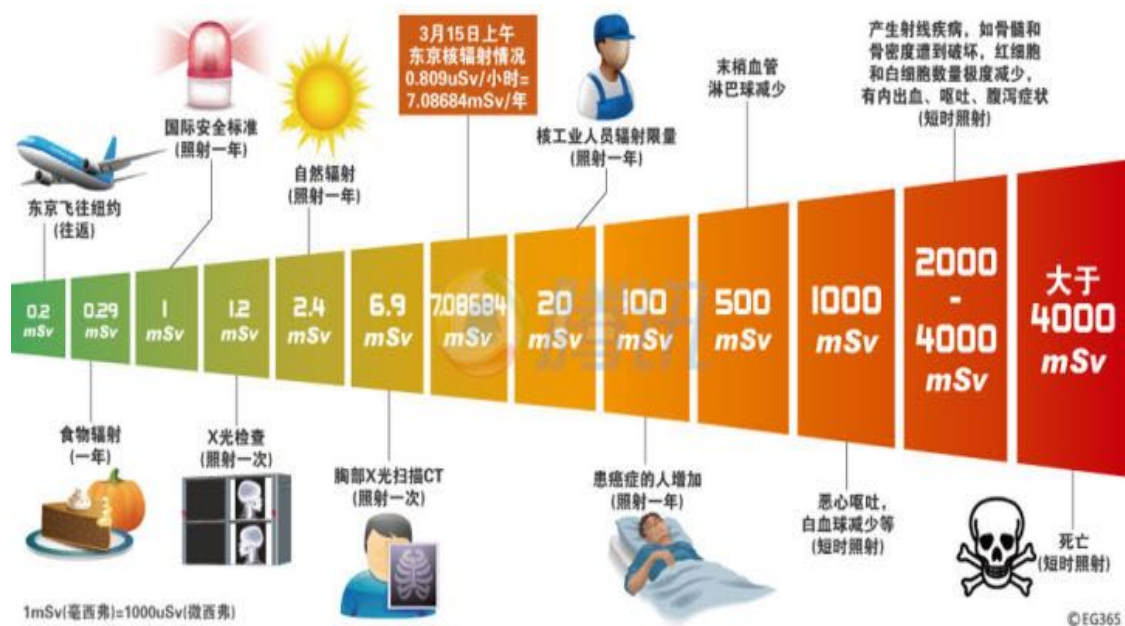 3月15日上午
东京核辐射情况
0.809uSv/小时=
7.08684mSv/年
产生射线疾病，如骨髓和
骨密度遭到破坏，红细胞
和白细胞数量极度减少，
有内出血、呕吐、腹泻症状
(短时照射)
末梢血管
淋巴球减少
国际安全标准
(照射一年)
核工业人员辐射限量
(照射一年)
自然辐射
(照射一年)
东京飞往纽约
(往返)
0.2
mSv
0.29
mSv
1
mSv
1.2
mSv
2.4
mSv
6.9
mSv
7.08684
mSv
20
mSv
100
mSv
500
mSv
1000
mSv
2000
-
4000
mSv
大于
4000
mSv
腾讯
食物辐射
(一年)
X光检查
(照射一次)
胸部X光扫描CT
(照射一次)
患癌症的人增加
(照射一年)
恶心呕吐，
白血球减少等
(短时照射)
死亡
(短时照射)
1mSv(毫西弗)=1000uSv(微西弗)
©EG365